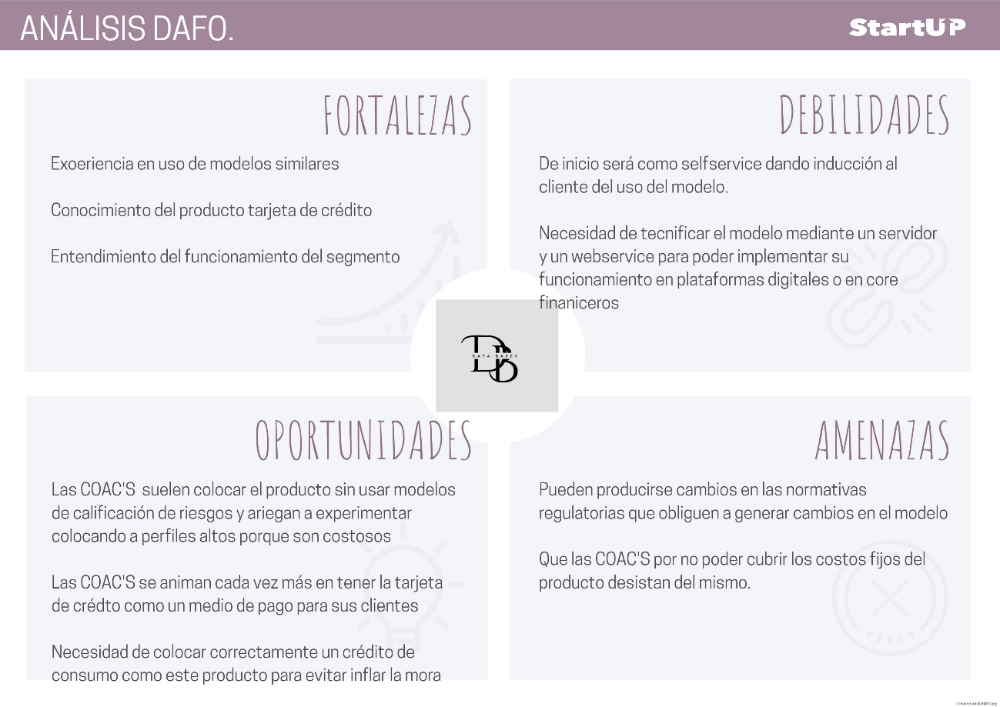 ANÁLISIS DAFO.
StartUP
FORTALEZAS
Exoeriencia en uso de modelos similares
Conocimiento del producto tarjeta de crédito
Entendimiento del funcionamiento del segmento
DEBILIDADES
De inicio será como selfservice dando inducción al
cliente del uso del modelo.
Necesidad de tecnificar el modelo mediante un servidor
y un webservice para poder implementar su
funcionamiento en plataformas digitales o en core
finaniceros
DB
DATA BASES
OPORTUNIDADES
Las COAC'S  suelen colocar el producto sin usar modelos
de calificación de riesgos y ariegan a experimentar
colocando a perfiles altos porque son costosos
Las COAC'S se animan cada vez más en tener la tarjeta
de crédto como un medio de pago para sus clientes
Necesidad de colocar correctamente un crédito de
consumo como este producto para evitar inflar la mora
AMENAZAS
Pueden producirse cambios en las normativas
regulatorias que obliguen a generar cambios en el modelo
Que las COAC'S por no poder cubrir los costos fijos del
producto desistan del mismo.
Created with EDIT.org